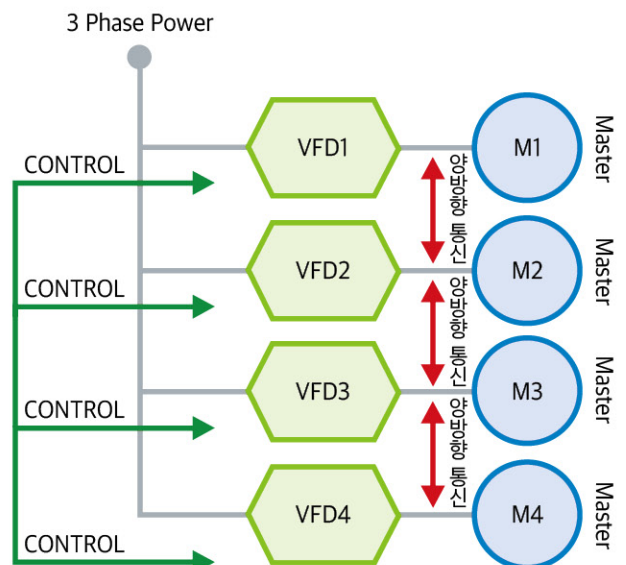 3 Phase Power
VFD1
M1
Master
CONTROL
양방향 통신
VFD2
M2
Master
CONTROL
양방향 통신
VFD3
M3
Master
CONTROL
양방향 통신
VFD4
M4
Master
CONTROL